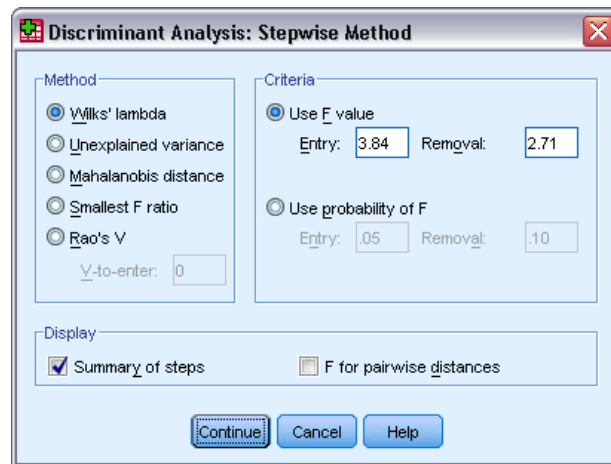 Discriminant Analysis: Stepwise Method
Method
Wilks' lambda
Unexplained variance
Mahalanobis distance
Smallest F ratio
Rao's V
V-to-enter: 0
Criteria
Use F value
Entry: 3.84 Removal: 2.71
Use probability of F
Entry: .05 Removal: .10
Display
Summary of steps F for pairwise distances
Continue Cancel Help